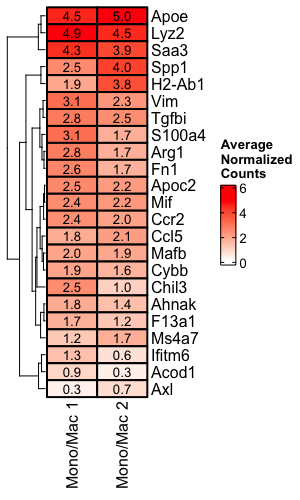 4.5 5.0 Apoe
4.9 4.5 Lyz2
4.3 3.9 Saa3
2.5 4.0 Spp1
1.9 3.8 H2-Ab1
3.1 2.3 Vim
2.8 2.5 Tgfbi
3.1 1.7 S100a4
2.8 1.7 Arg1
2.6 1.7 Fn1
2.5 2.2 Apoc2
2.4 2.2 Mif
2.4 2.0 Ccr2
1.8 2.1 Ccl5
2.0 1.9 Mafb
1.9 1.6 Cybb
2.5 1.0 Chil3
1.8 1.4 Ahnak
1.7 1.2 F13a1
1.2 1.7 Ms4a7
1.3 0.6 Ifitm6
0.9 0.3 Acod1
0.3 0.7 Axl
Mono/Mac 1
Mono/Mac 2
Average
Normalized
Counts
6
4
2
0